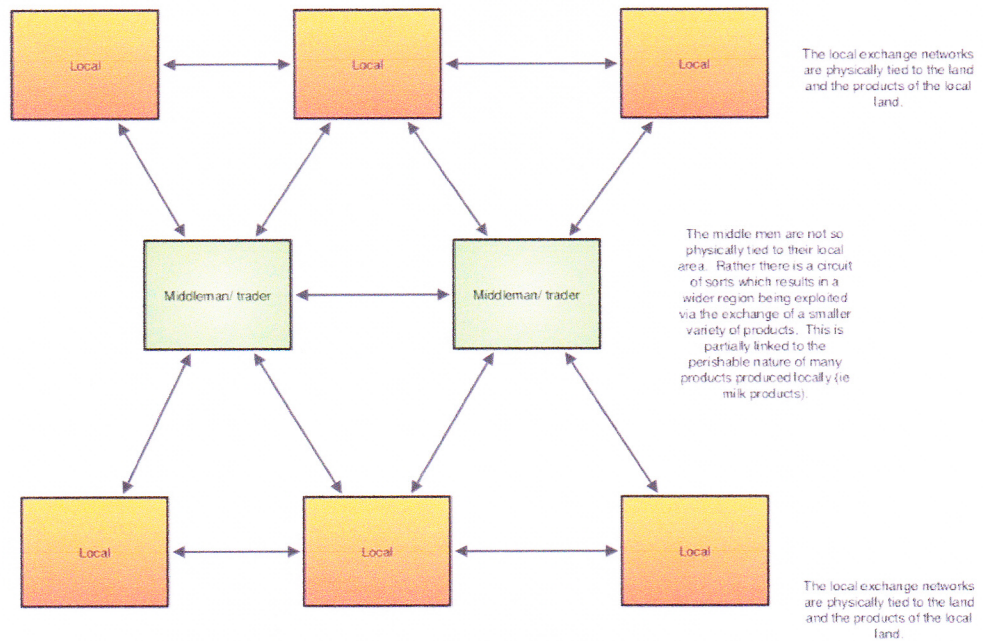 Local
Local
Local
The local exchange networks
are physically tied to the land
and the products of the local
land.
Middleman/ trader
Middleman/ trader
The middle men are not so
physically tied to their local
area. Rather there is a circuit
of sorts which results in a
wider region being exploited
via the exchange of a smaller
variety of products. This is
partially linked to the
perishable nature of many
products produced locally (ie
milk products).
Local
Local
Local
The local exchange networks
are physically tied to the land
and the products of the local
land.